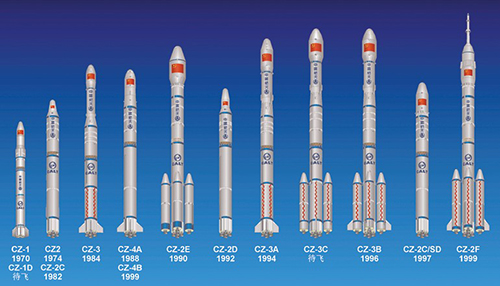 CZ-1
1970
CZ-1D
待飞
CZ2
1974
CZ-2C
1982
CZ-3
1984
CZ-4A
1988
CZ-4B
1999
CZ-2E
1990
CZ-2D
1992
CZ-3A
1994
CZ-3C
待飞
CZ-3B
1996
CZ-2C/SD
1997
CZ-2F
1999